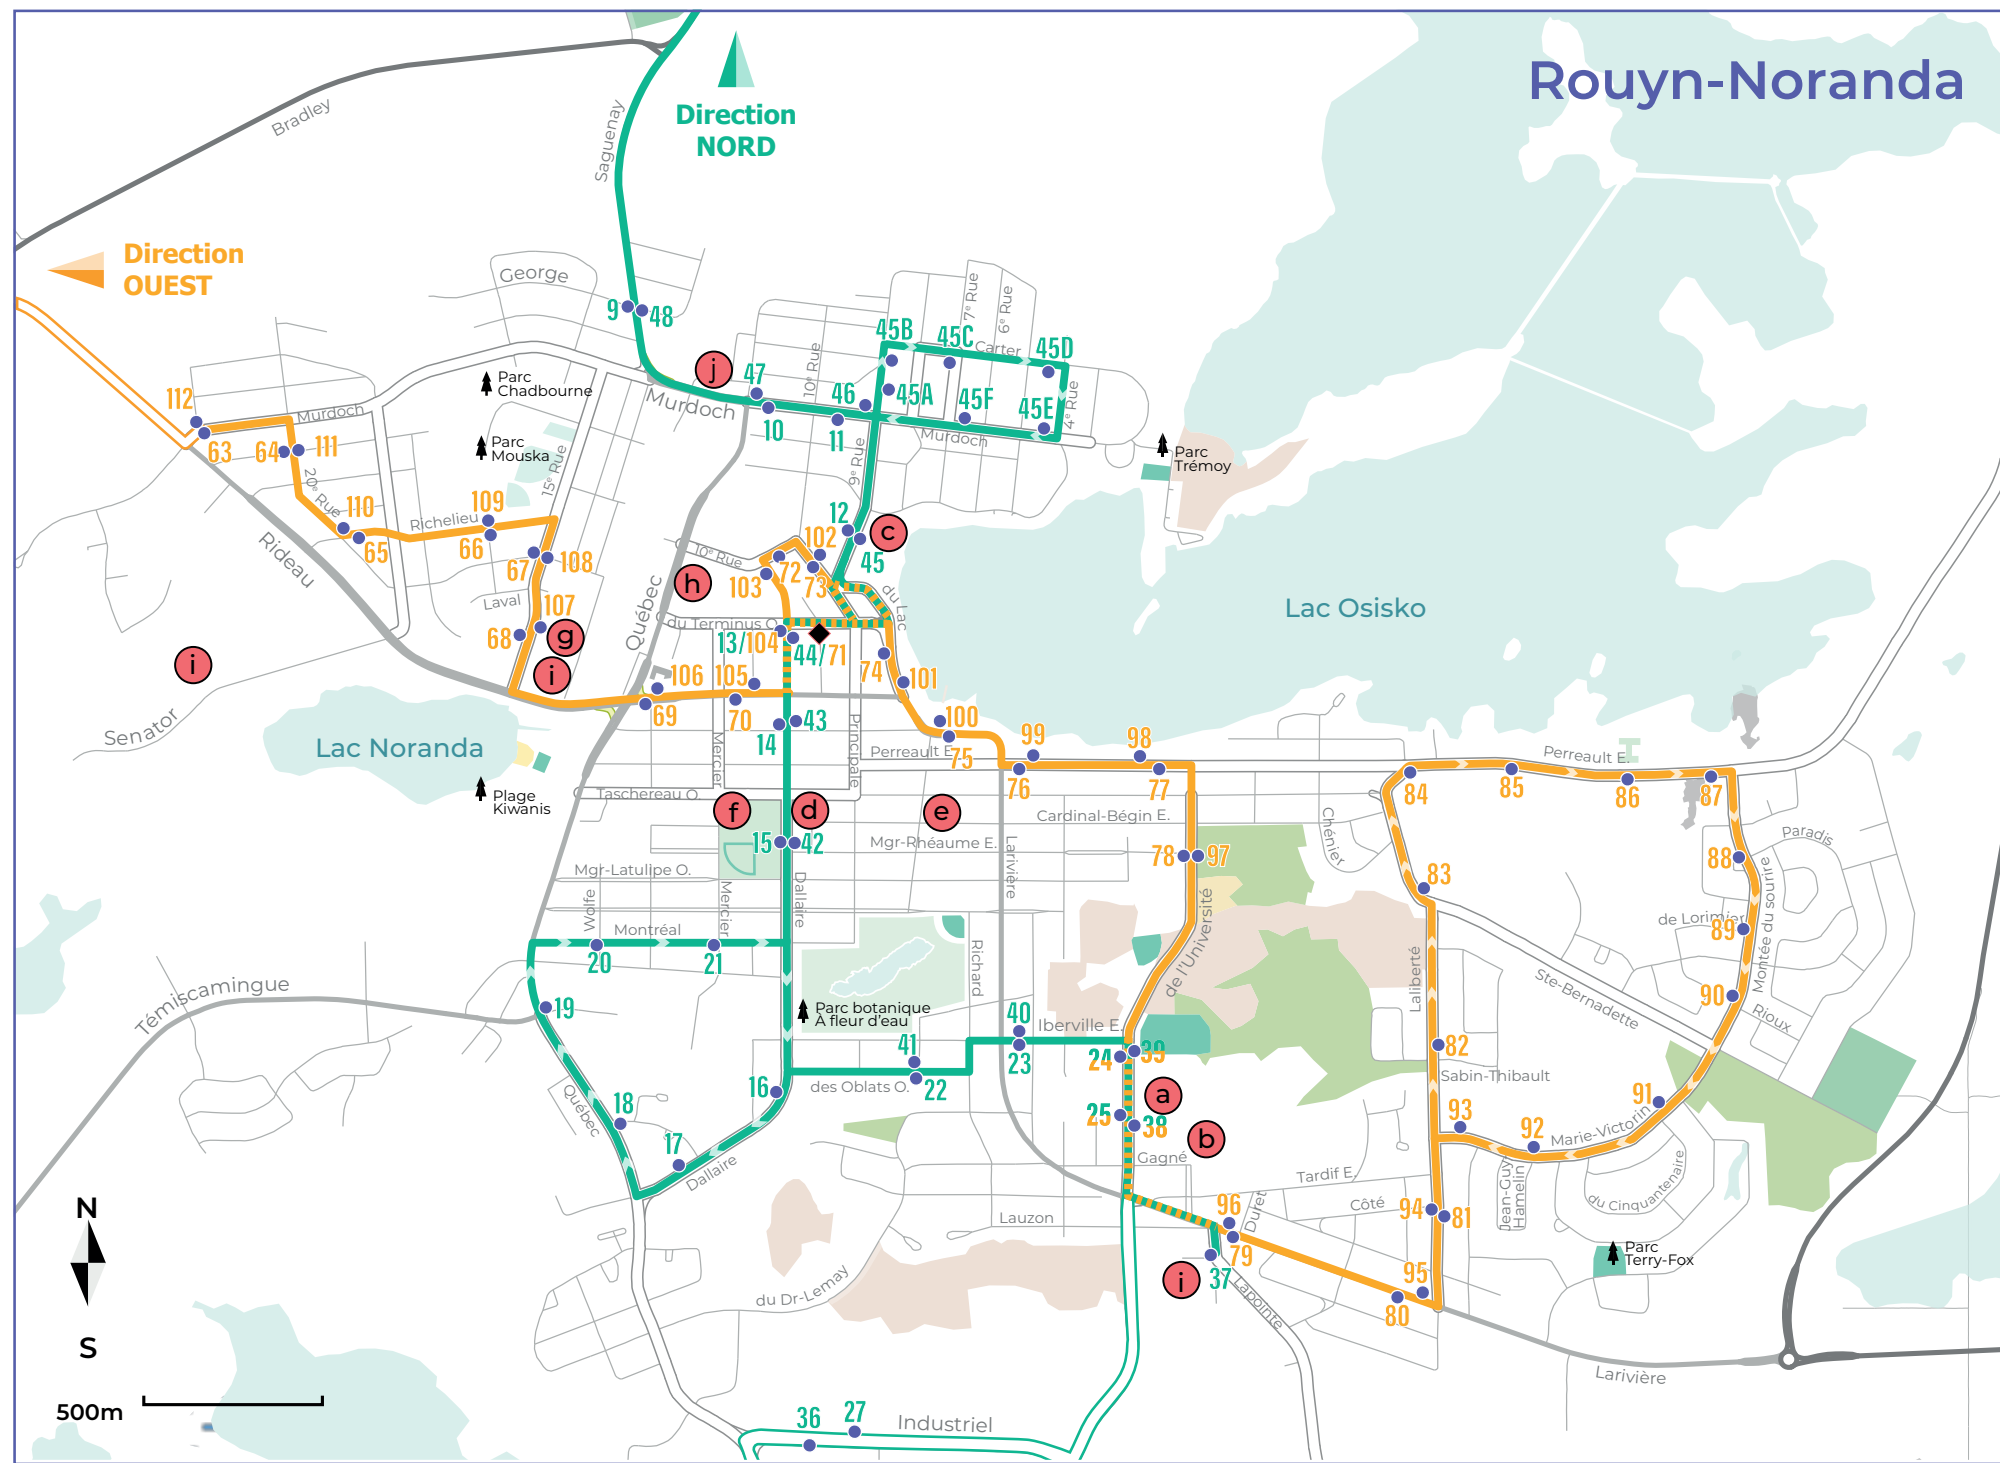 Rouyn-Noranda
Direction
NORD
Bradley
Saguenay
Direction
OUEST
George
9
48
7e Rue
6e Rue
45B
45C
45D
Carter
10e Rue
j
47
46
45A
45F
45E
4e Rue
Murdoch
10
11
Murdoch
9e Rue
Parc
Chadbourne
112
Murdoch
63
64
111
Parc
Mouska
15e Rue
20e Rue
110
109
Richelieu
65
66
Rideau
67
108
Laval
107
68
g
i
i
Senator
Parc
Trémoy
12
c
45
102
10e Rue
72
103
73
h
Québec
du Lac
du Terminus O.
13/104
44/71
74
101
106
105
69
70
43
14
Mercier
Principale
100
75
Perreault E.
99
98
76
77
Lac Osisko
Lac Noranda
Plage
Kiwanis
Taschereau O.
f
d
e
Cardinal-Bégin E.
15
42
Mgr-Rhéaume E.
Larivière
78
97
Mgr-Latulipe O.
Wolfe
Mercier
Dallaire
Montréal
20
21
19
Témiscamingue
Richard
de l'Université
Parc botanique
À fleur d'eau
40
Iberville E.
41
23
24
39
des Oblats O.
22
16
18
Québec
17
Dallaire
a
25
38
b
Gagné
Perreault E.
84
85
86
87
Chénier
83
88
Paradis
de Lorimier
89
Montée du sourire
90
Rioux
Laliberté
Ste-Bernadette
82
Sabin-Thibault
93
92
91
Marie-Victorin
Jean-Guy
Hamelin
du Cinquantenaire
Tardif E.
Duret
Côté
94
81
96
79
Lauzon
i
37
Lapointe
95
80
Parc
Terry-Fox
Larivière
du Dr-Lemay
N
S
500m
36
27
Industriel